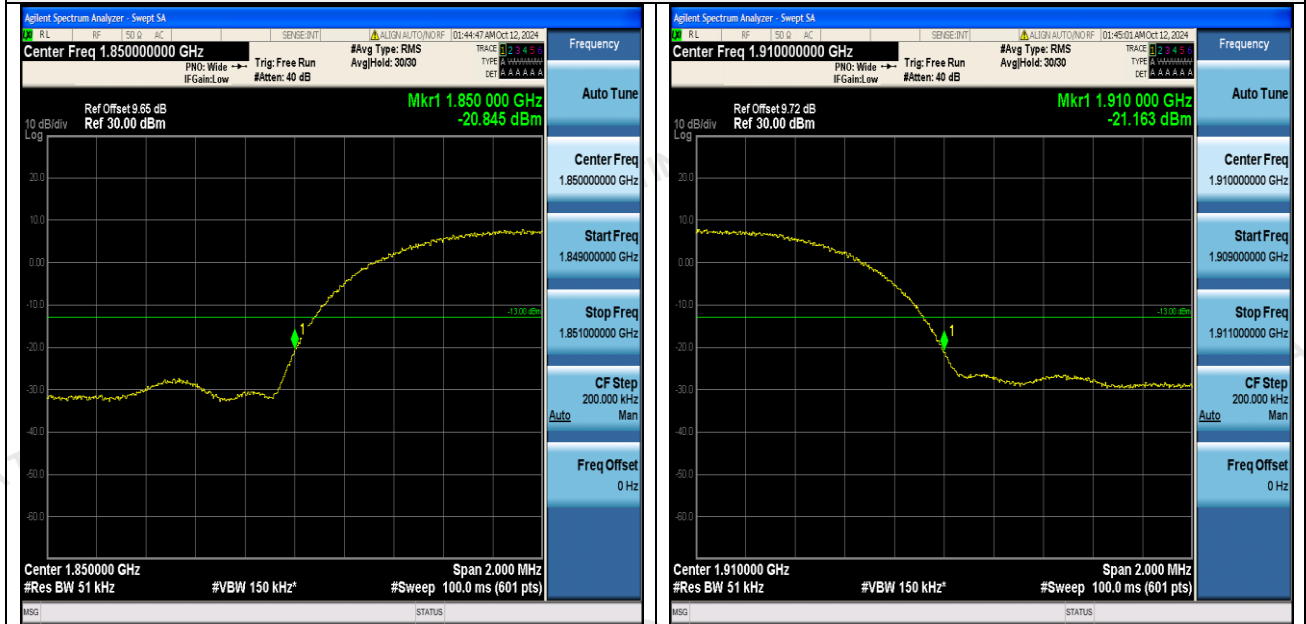 Agilent Spectrum Analyzer - Swept SA
RL RF 50 Ω AC SENSE:INT ALIGN AUTO/NO RF 01:44:47 AM Oct 12, 2024
Center Freq 1.850000000 GHz
PNO: Wide
IFGain:Low
Trig: Free Run
#Atten: 40 dB
#Avg Type: RMS
Avg|Hold: 30/30
TRACE 1 2 3 4 5 6
TYPE A WWWWW
DET A A A A A A
Mkr1 1.850 000 GHz
-20.845 dBm
Ref Offset 9.65 dB
Ref 30.00 dBm
10 dB/div
Log
20.0
10.0
0.00
-10.0
-20.0
-30.0
-40.0
-50.0
-60.0
-13.00 dBm
1
Center 1.850000 GHz
Span 2.000 MHz
#Res BW 51 kHz
#VBW 150 kHz*
#Sweep 100.0 ms (601 pts)
MSG
STATUS
Frequency
Auto Tune
Center Freq
1.850000000 GHz
Start Freq
1.849000000 GHz
Stop Freq
1.851000000 GHz
CF Step
200.000 kHz
Auto Man
Freq Offset
0 Hz
Agilent Spectrum Analyzer - Swept SA
RL RF 50 Ω AC SENSE:INT ALIGN AUTO/NO RF 01:45:01 AM Oct 12, 2024
Center Freq 1.910000000 GHz
PNO: Wide
IFGain:Low
Trig: Free Run
#Atten: 40 dB
#Avg Type: RMS
Avg|Hold: 30/30
TRACE 1 2 3 4 5 6
TYPE A WWWWW
DET A A A A A A
Mkr1 1.910 000 GHz
-21.163 dBm
Ref Offset 9.72 dB
Ref 30.00 dBm
10 dB/div
Log
20.0
10.0
0.00
-10.0
-20.0
-30.0
-40.0
-50.0
-60.0
-13.00 dBm
1
Center 1.910000 GHz
Span 2.000 MHz
#Res BW 51 kHz
#VBW 150 kHz*
#Sweep 100.0 ms (601 pts)
MSG
STATUS
Frequency
Auto Tune
Center Freq
1.910000000 GHz
Start Freq
1.909000000 GHz
Stop Freq
1.911000000 GHz
CF Step
200.000 kHz
Auto Man
Freq Offset
0 Hz